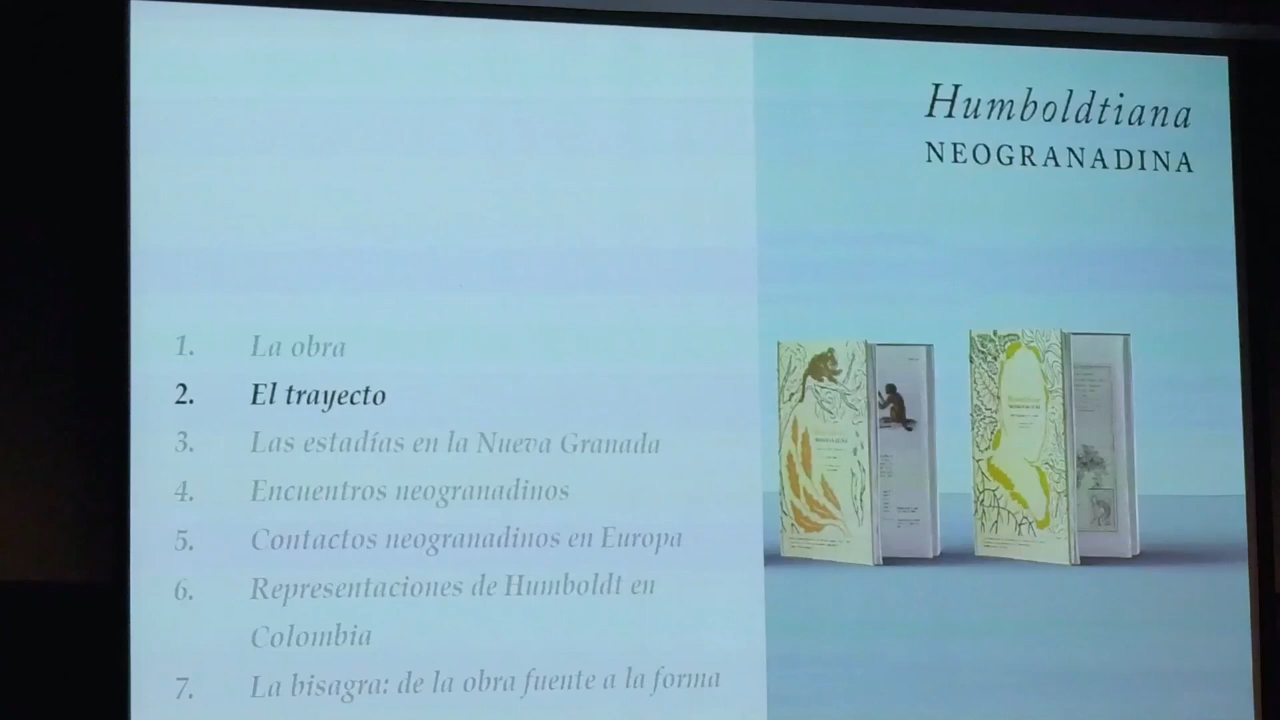 Humboldtiana
NEOGRANADINA
1. La obra
2. El trayecto
3. Las estadías en la Nueva Granada
4. Encuentros neogranadinos
5. Contactos neogranadinos en Europa
6. Representaciones de Humboldt en
Colombia
7. La bisagra: de la obra fuente a la forma